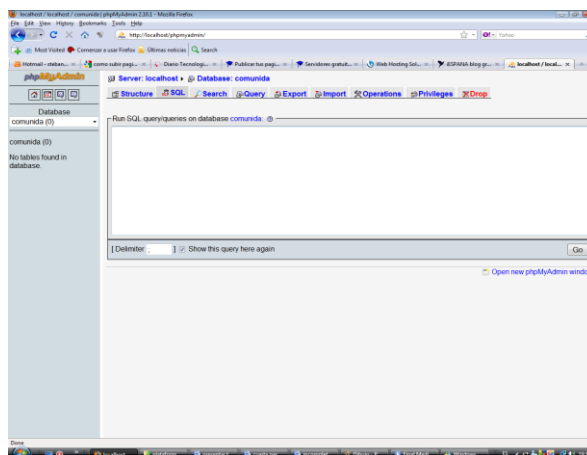 localhost / localhost / comunida | phpMyAdmin 2.10.1 - Mozilla Firefox
File Edit View History Bookmarks Tools Help
http://localhost/phpmyadmin/
Yahoo
Most Visited Comenzar a usar Firefox Últimas noticias Search
Hotmail - steban... como subir pagi... Diario Tecnologi... Publicar tus pagi... Servidores gratuit... Web Hosting Sol... ESPANA blog gr... localhost / local...
phpMyAdmin
Server: localhost Database: comunida
Structure SQL Search Query Export Import Operations Privileges Drop
Database
comunida (0)
comunida (0)
No tables found in
database.
Run SQL query/queries on database comunida:
[ Delimiter ; ] Show this query here again
Go
Open new phpMyAdmin windo
Done